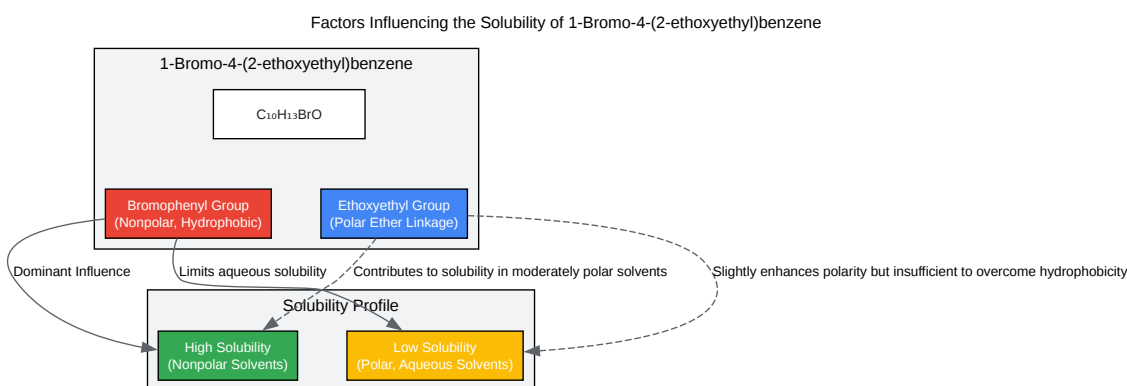 Factors Influencing the Solubility of 1-Bromo-4-(2-ethoxyethyl)benzene
1-Bromo-4-(2-ethoxyethyl)benzene
C₁₀H₁₃BrO
Bromophenyl Group
(Nonpolar, Hydrophobic)
Ethoxyethyl Group
(Polar Ether Linkage)
Dominant Influence
Limits aqueous solubility
Contributes to solubility in moderately polar solvents
Slightly enhances polarity but insufficient to overcome hydrophobicity
Solubility Profile
High Solubility
(Nonpolar Solvents)
Low Solubility
(Polar, Aqueous Solvents)